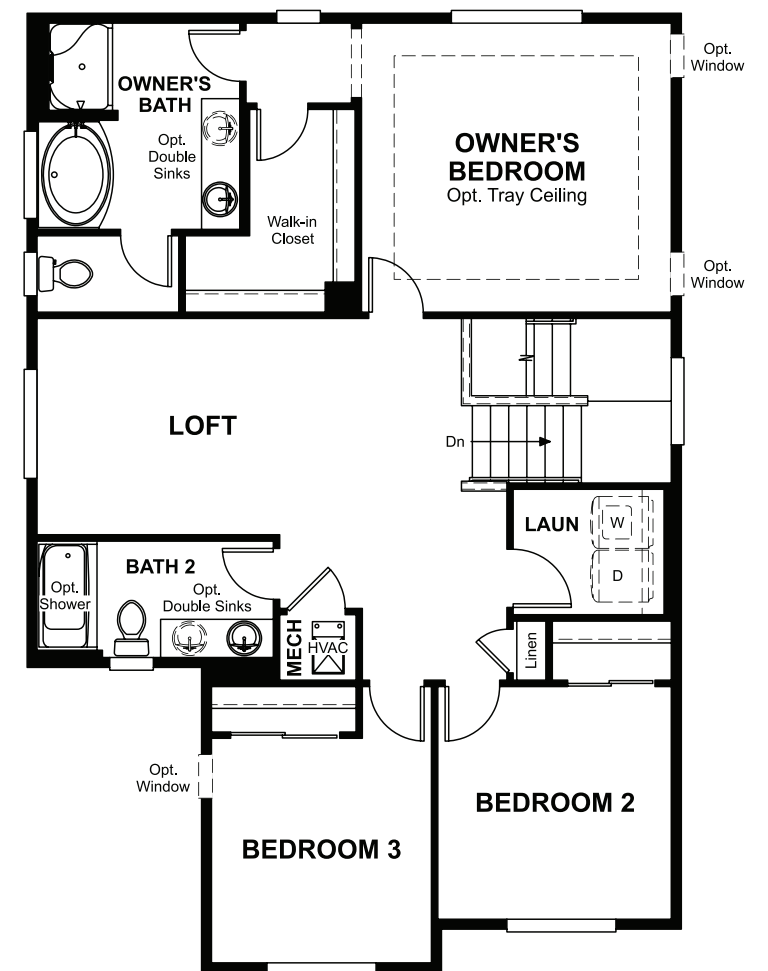 OWNER'S
BATH
Opt.
Double
Sinks
Walk-in
Closet
OWNER'S
BEDROOM
Opt. Tray Ceiling
Opt.
Window
Opt.
Window
LOFT
Dn
LAUN
W
D
BATH 2
Opt.
Shower
Opt.
Double Sinks
MECH
HVAC
Linen
Opt.
Window
BEDROOM 2
BEDROOM 3